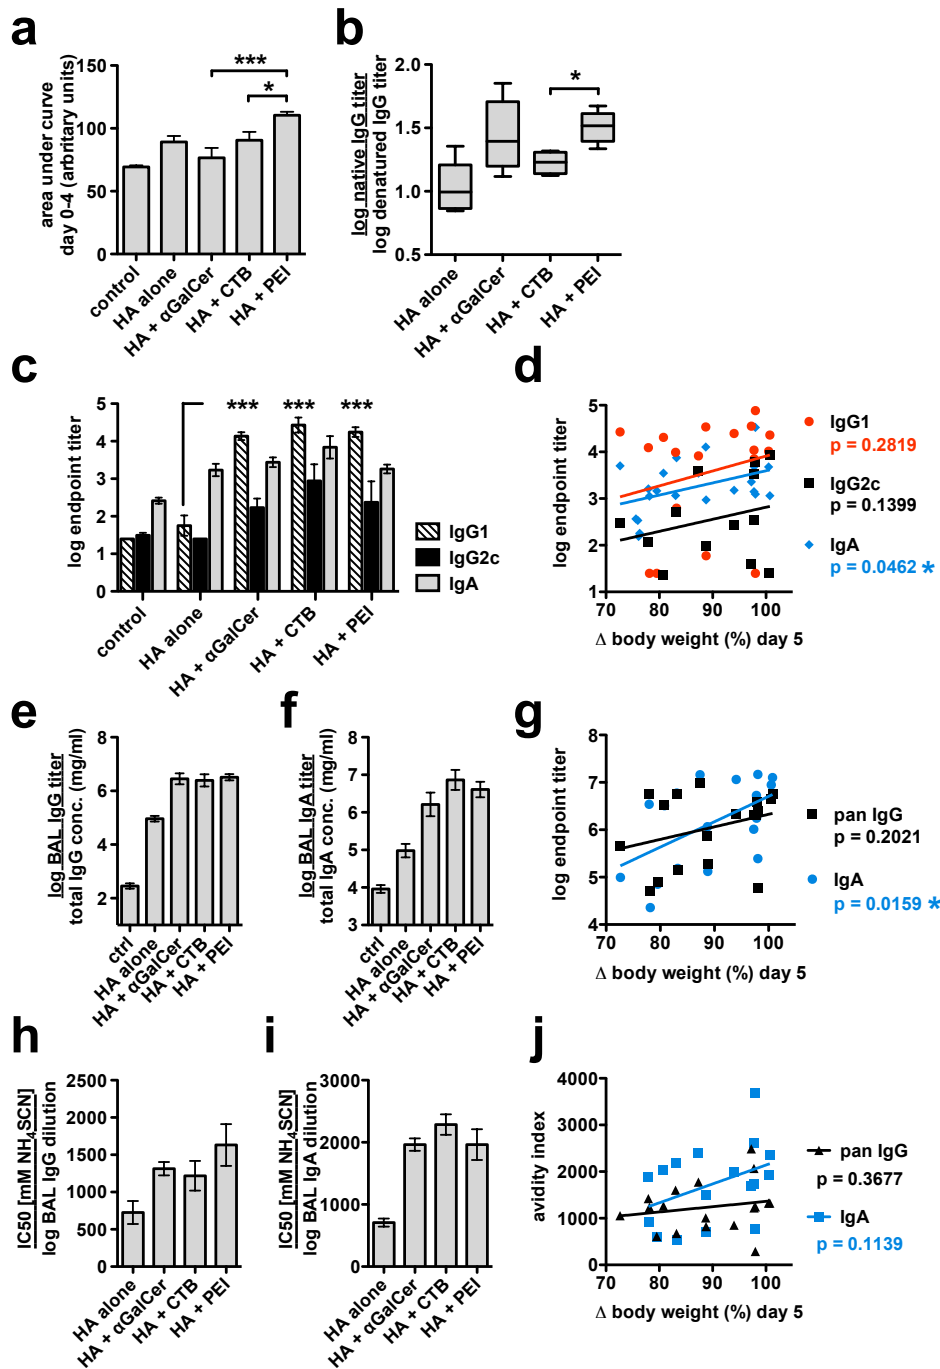 a
area under curve
day 0-4 (arbritary units)
150
100
50
0
***
*
control
HA alone
HA + αGalCer
HA + CTB
HA + PEI
b
log native IgG titer
log denatured IgG titer
2.0
1.5
1.0
0.5
*
HA alone
HA + αGalCer
HA + CTB
HA + PEI
c
log endpoint titer
5
4
3
2
1
0
***
***
***
IgG1
IgG2c
IgA
control
HA alone
HA + αGalCer
HA + CTB
HA + PEI
d
log endpoint titer
5
4
3
2
1
70
80
90
100
Δ body weight (%) day 5
IgG1
p = 0.2819
IgG2c
p = 0.1399
IgA
p = 0.0462 *
e
log BAL IgG titer
total IgG conc. (mg/ml)
8
6
4
2
ctrl
HA alone
HA + αGalCer
HA + CTB
HA + PEI
f
log BAL IgA titer
total IgA conc. (mg/ml)
8
7
6
5
4
3
ctrl
HA alone
HA + αGalCer
HA + CTB
HA + PEI
g
log endpoint titer
8
7
6
5
4
70
80
90
100
Δ body weight (%) day 5
pan IgG
p = 0.2021
IgA
p = 0.0159 *
h
IC50 [mM NH₄SCN]
log BAL IgG dilution
2500
2000
1500
1000
500
0
HA alone
HA + αGalCer
HA + CTB
HA + PEI
i
IC50 [mM NH₄SCN]
log BAL IgA dilution
3000
2000
1000
0
HA alone
HA + αGalCer
HA + CTB
HA + PEI
j
avidity index
4000
3000
2000
1000
0
70
80
90
100
Δ body weight (%) day 5
pan IgG
p = 0.3677
IgA
p = 0.1139